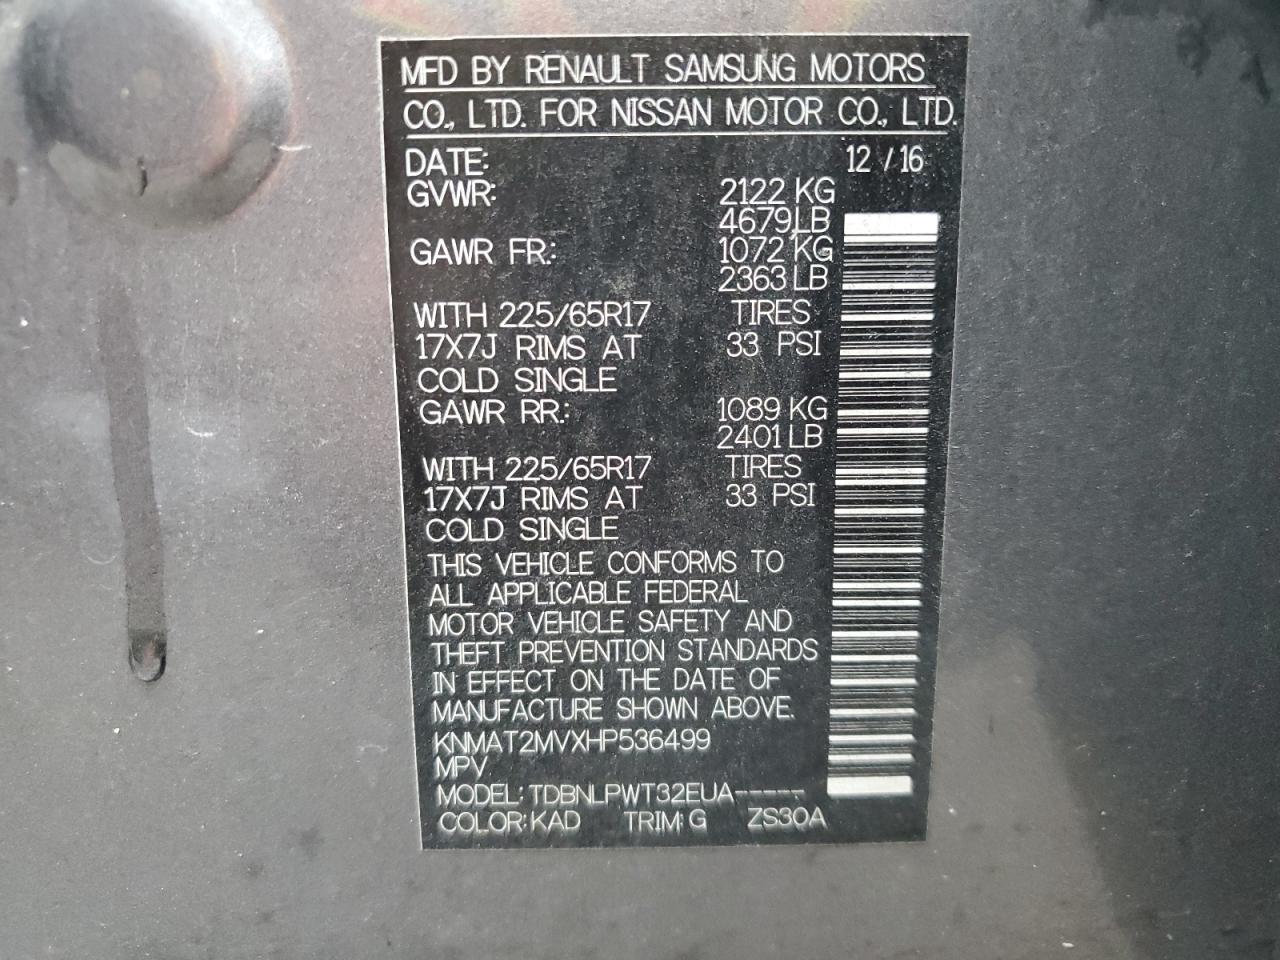 MFD BY RENAULT SAMSUNG MOTORS
CO., LTD. FOR NISSAN MOTOR CO., LTD.
DATE: 12 / 16
GVWR: 2122 KG
4679 LB
GAWR FR: 1072 KG
2363 LB
WITH 225/65R17 TIRES
17X7J RIMS AT 33 PSI
COLD SINGLE
GAWR RR: 1089 KG
2401 LB
WITH 225/65R17 TIRES
17X7J RIMS AT 33 PSI
COLD SINGLE
THIS VEHICLE CONFORMS TO
ALL APPLICABLE FEDERAL
MOTOR VEHICLE SAFETY AND
THEFT PREVENTION STANDARDS
IN EFFECT ON THE DATE OF
MANUFACTURE SHOWN ABOVE.
KNMAT2MVXHP536499
MPV
MODEL: TDBNLPWT32EUA-----
COLOR: KAD TRIM: G ZS30A